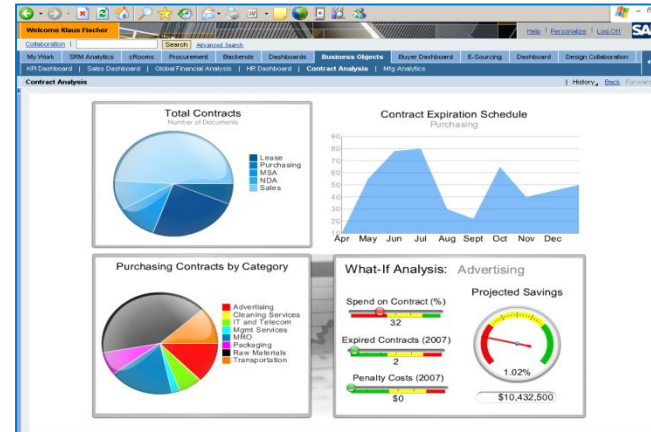 Welcome Klaus Fischer
Help | Personalize | Log Off
SA
Collaboration |
Search
Advanced Search
My Work
SRM Analytics
cRooms
Procurement
Backends
Dashboards
Business Objects
Buyer Dashboard
E-Sourcing
Dashboard
Design Collaboration
KPI Dashboard | Sales Dashboard | Global Financial Analysis | HR Dashboard | Contract Analysis | Mfg Analytics
Contract Analysis
| History Back Forward
Total Contracts
Number of Documents
Lease
Purchasing
MSA
NDA
Sales
Contract Expiration Schedule
Purchasing
90
80
70
60
50
40
30
20
10
Apr May Jun Jul Aug Sept Oct Nov Dec
Purchasing Contracts by Category
Advertising
Cleaning Services
IT and Telecom
Mgmt Services
MRO
Packaging
Raw Materials
Transportation
What-If Analysis: Advertising
Spend on Contract (%)
32
Expired Contracts (2007)
2
Penalty Costs (2007)
$0
Projected Savings
1.02%
$10,432,500